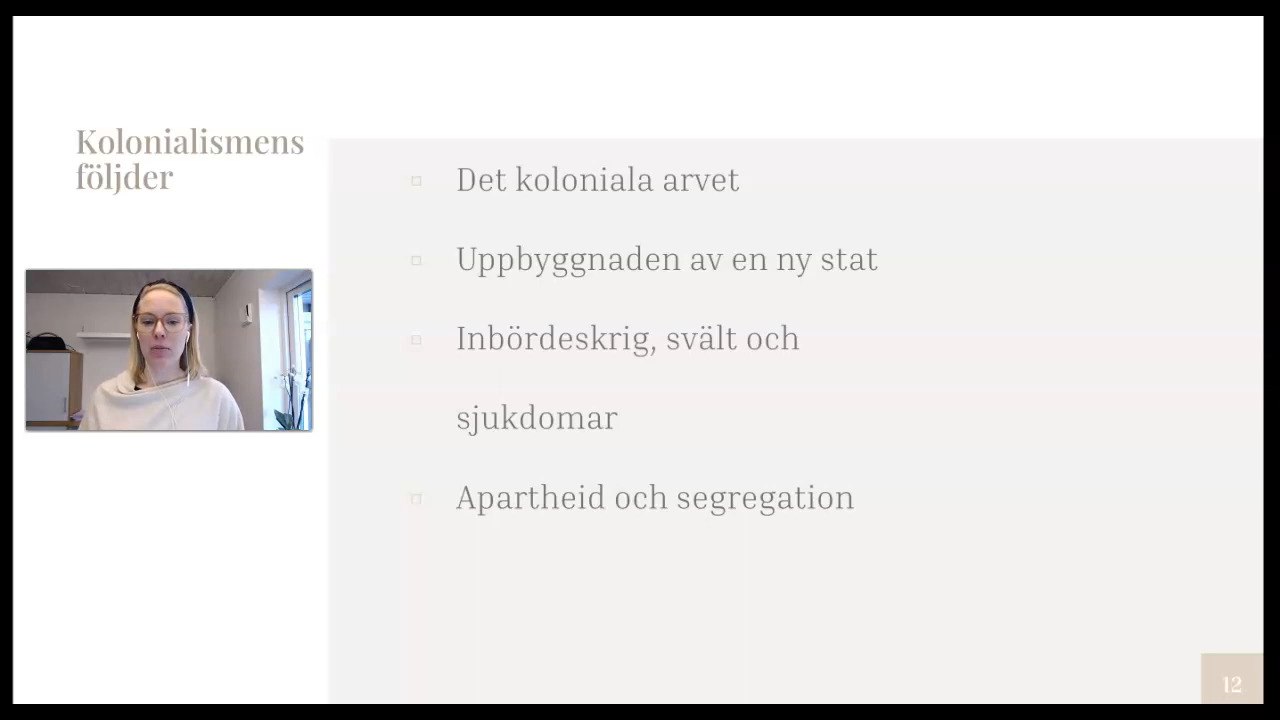 Kolonialismens
följder
Det koloniala arvet
Uppbyggnaden av en ny stat
Inbördeskrig, svält och
sjukdomar
Apartheid och segregation
12